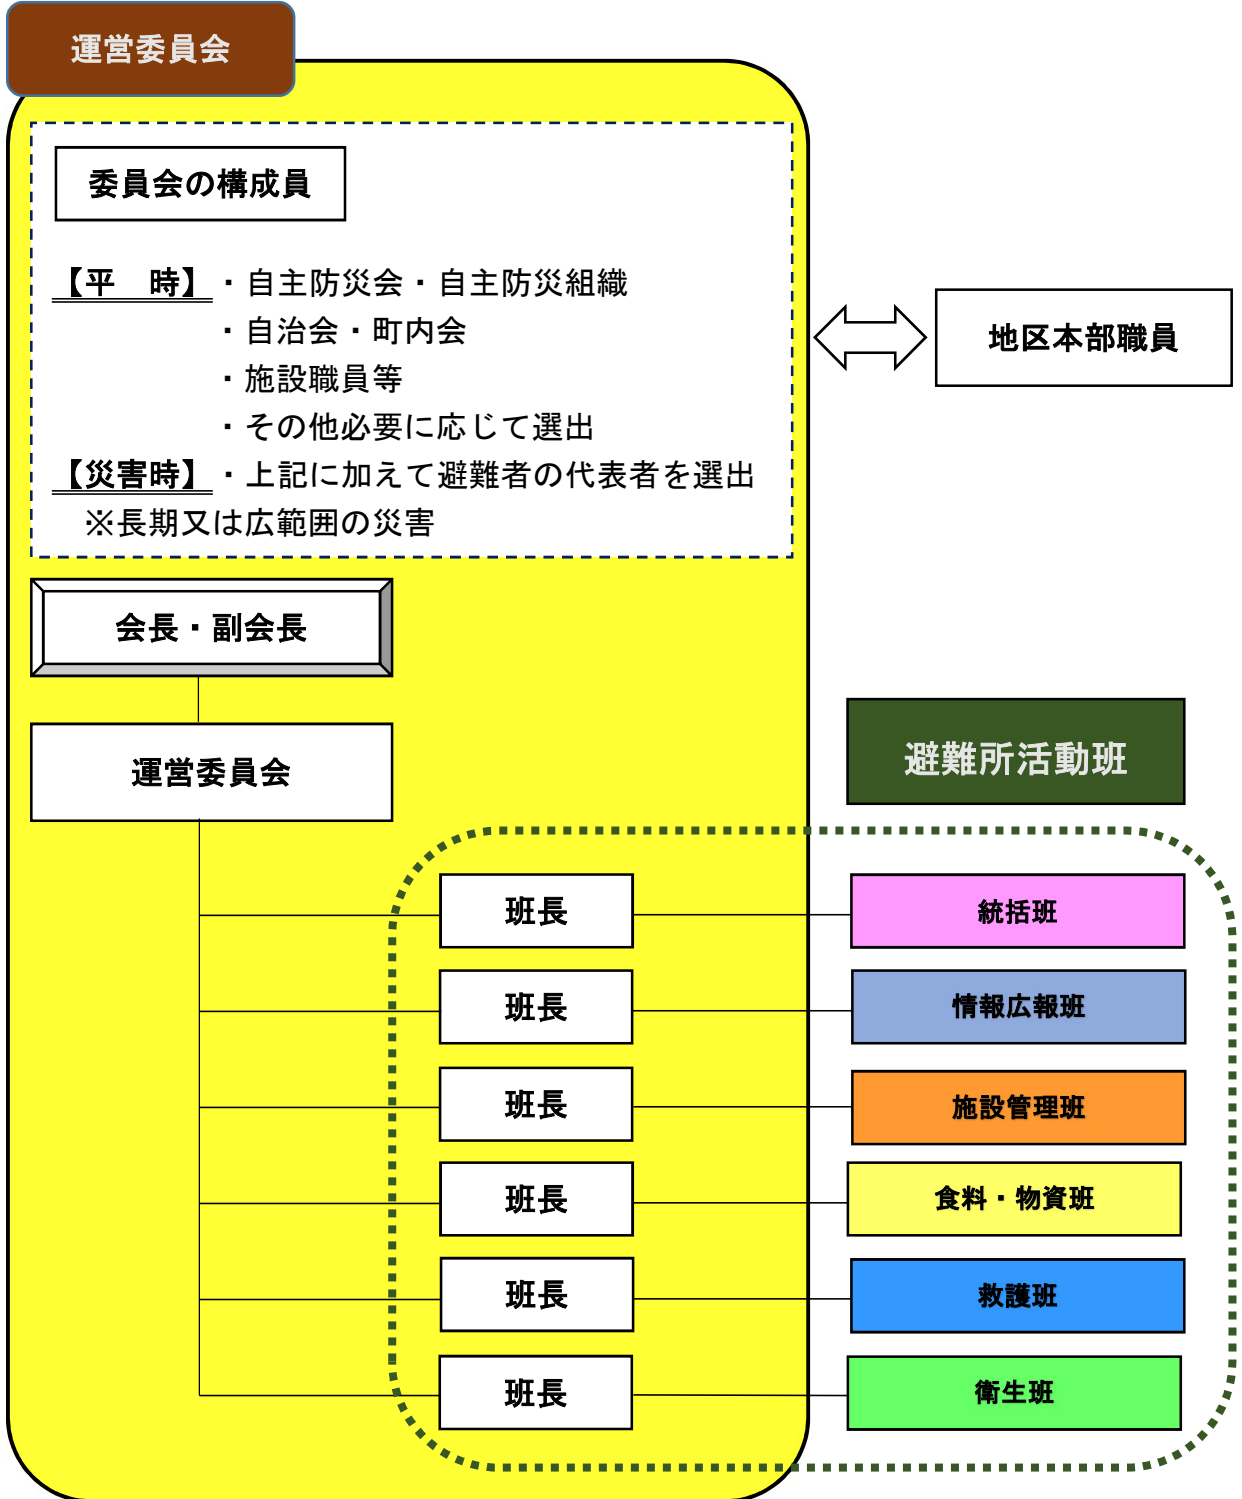 運営委員会
委員会の構成員
【平　時】・自主防災会・自主防災組織
・自治会・町内会
・施設職員等
・その他必要に応じて選出
【災害時】・上記に加えて避難者の代表者を選出
※長期又は広範囲の災害
地区本部職員
会長・副会長
運営委員会
避難所活動班
班長
統括班
班長
情報広報班
班長
施設管理班
班長
食料・物資班
班長
救護班
班長
衛生班